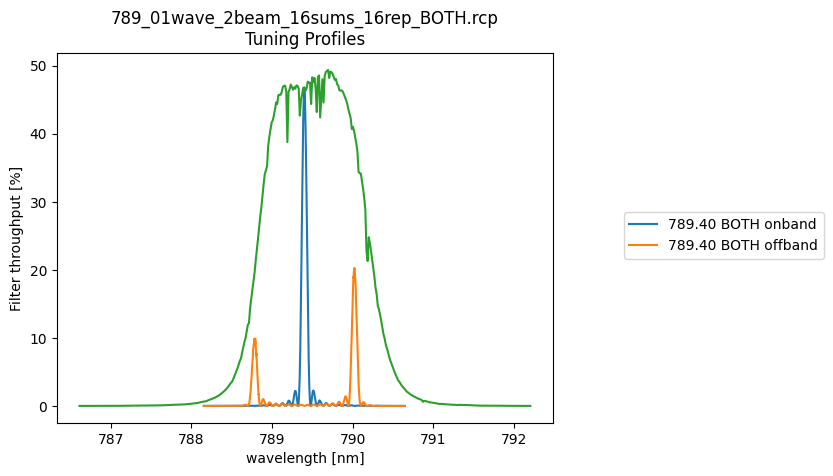 789_01wave_2beam_16sums_16rep_BOTH.rcp
Tuning Profiles
Filter throughput [%]
50
40
30
20
10
0
787 788 789 790 791 792
wavelength [nm]
789.40 BOTH onband
789.40 BOTH offband